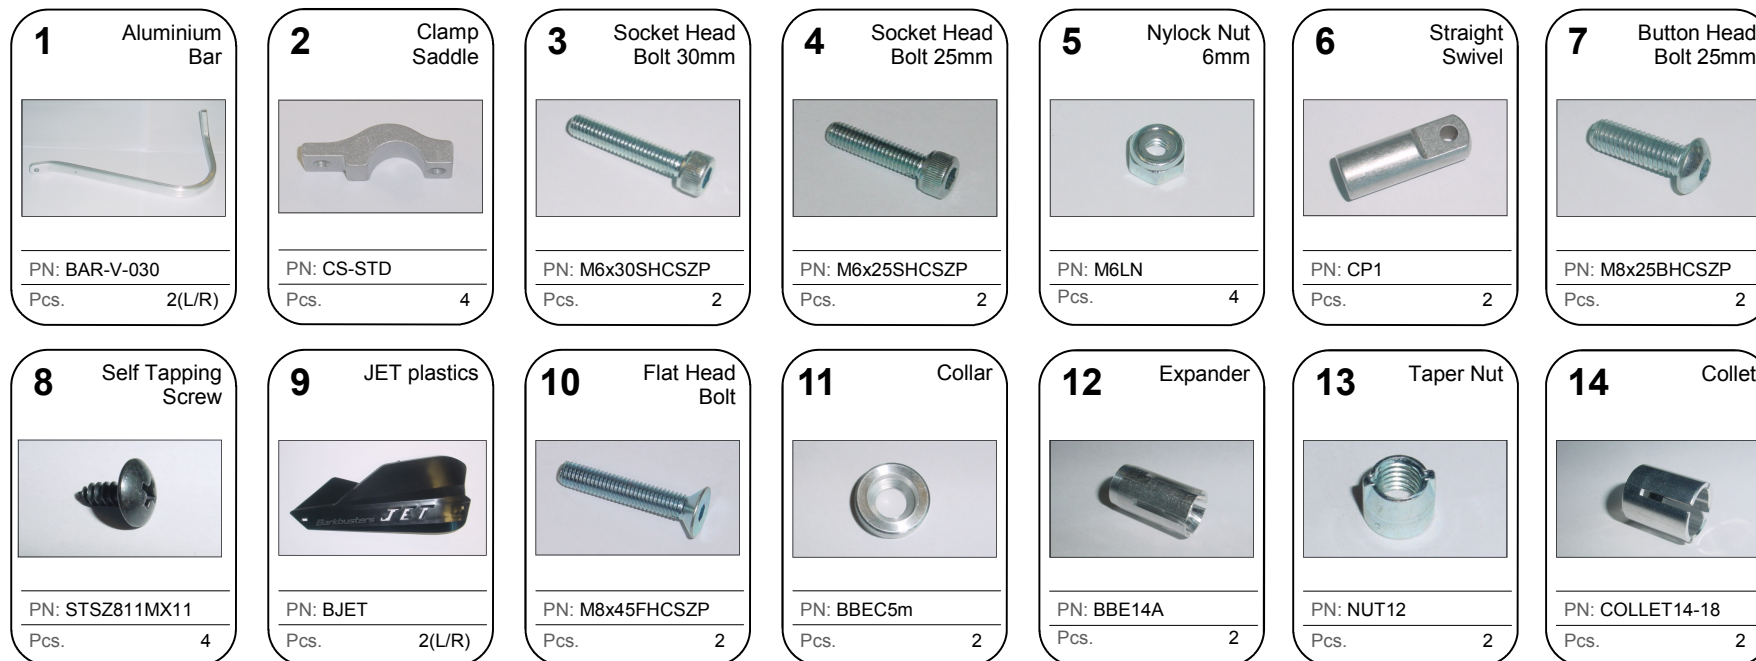 1 Aluminium
Bar
PN: BAR-V-030
Pcs. 2(L/R)
2 Clamp
Saddle
PN: CS-STD
Pcs. 4
3 Socket Head
Bolt 30mm
PN: M6x30SHCSZP
Pcs. 2
4 Socket Head
Bolt 25mm
PN: M6x25SHCSZP
Pcs. 2
5 Nylock Nut
6mm
PN: M6LN
Pcs. 4
6 Straight
Swivel
PN: CP1
Pcs. 2
7 Button Head
Bolt 25mm
PN: M8x25BHCSZP
Pcs. 2
8 Self Tapping
Screw
PN: STSZ811MX11
Pcs. 4
9 JET plastics
Barkbusters JET
PN: BJET
Pcs. 2(L/R)
10 Flat Head
Bolt
PN: M8x45FHCSZP
Pcs. 2
11 Collar
PN: BBEC5m
Pcs. 2
12 Expander
PN: BBE14A
Pcs. 2
13 Taper Nut
PN: NUT12
Pcs. 2
14 Collet
PN: COLLET14-18
Pcs. 2